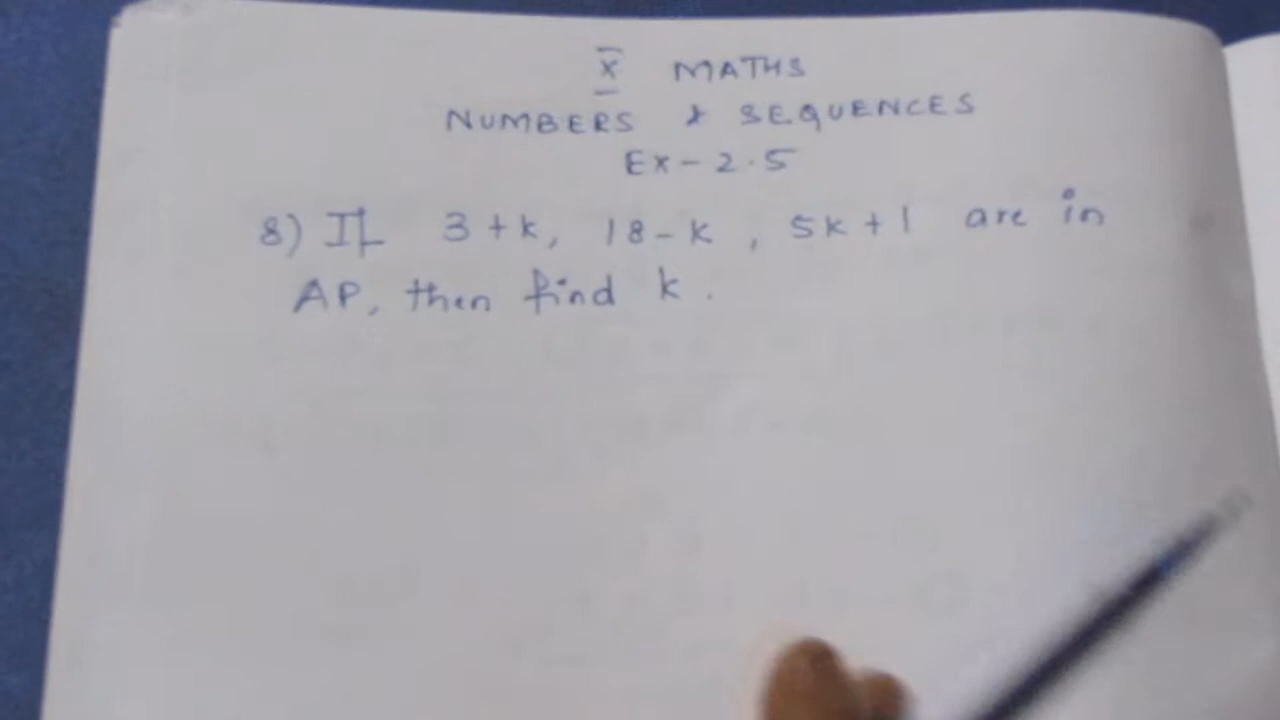 X MATHS
NUMBERS & SEQUENCES
Ex-2.5
8) If 3+k, 18-k, 5k+1 are in
AP, then find k.